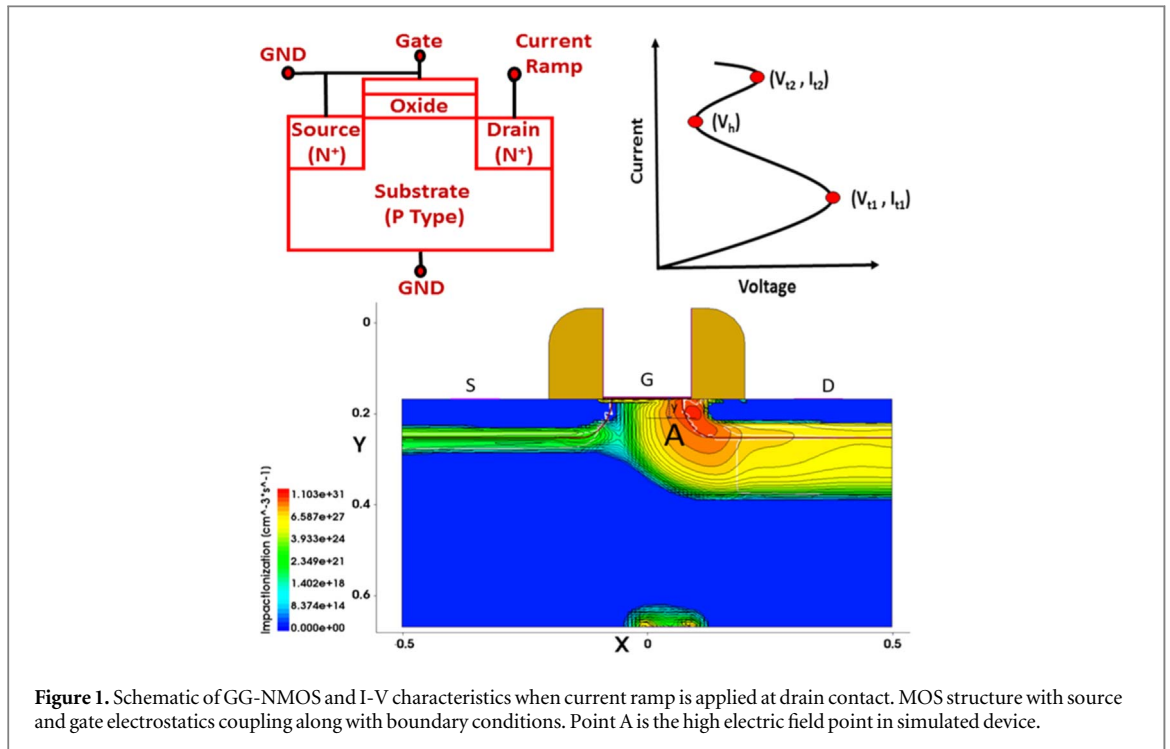 GND
Gate
Current
Ramp
Oxide
Source
(N⁺)
Drain
(N⁺)
Substrate
(P Type)
GND
Current
(Vt2 , It2)
(Vh)
(Vt1 , It1)
Voltage
0
0.2
0.4
0.6
Y
S
G
D
A
Impactionization (cm^-3*s^-1)
1.103e+31
6.587e+27
3.933e+24
2.349e+21
1.402e+18
8.374e+14
0.000e+00
-0.5
X
0
0.5
Figure 1. Schematic of GG-NMOS and I-V characteristics when current ramp is applied at drain contact. MOS structure with source
and gate electrostatics coupling along with boundary conditions. Point A is the high electric field point in simulated device.